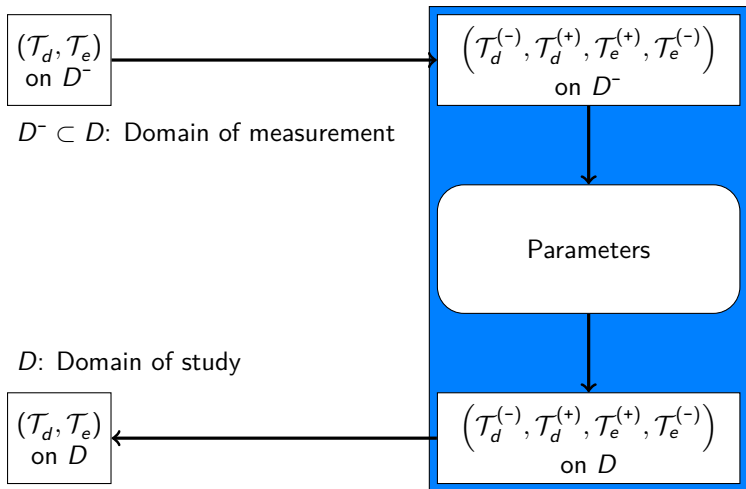 (𝒯_d, 𝒯_e)
on D⁻
(𝒯_d^(−), 𝒯_d^(+), 𝒯_e^(+), 𝒯_e^(−))
on D⁻
D⁻ ⊂ D: Domain of measurement
Parameters
D: Domain of study
(𝒯_d, 𝒯_e)
on D
(𝒯_d^(−), 𝒯_d^(+), 𝒯_e^(+), 𝒯_e^(−))
on D